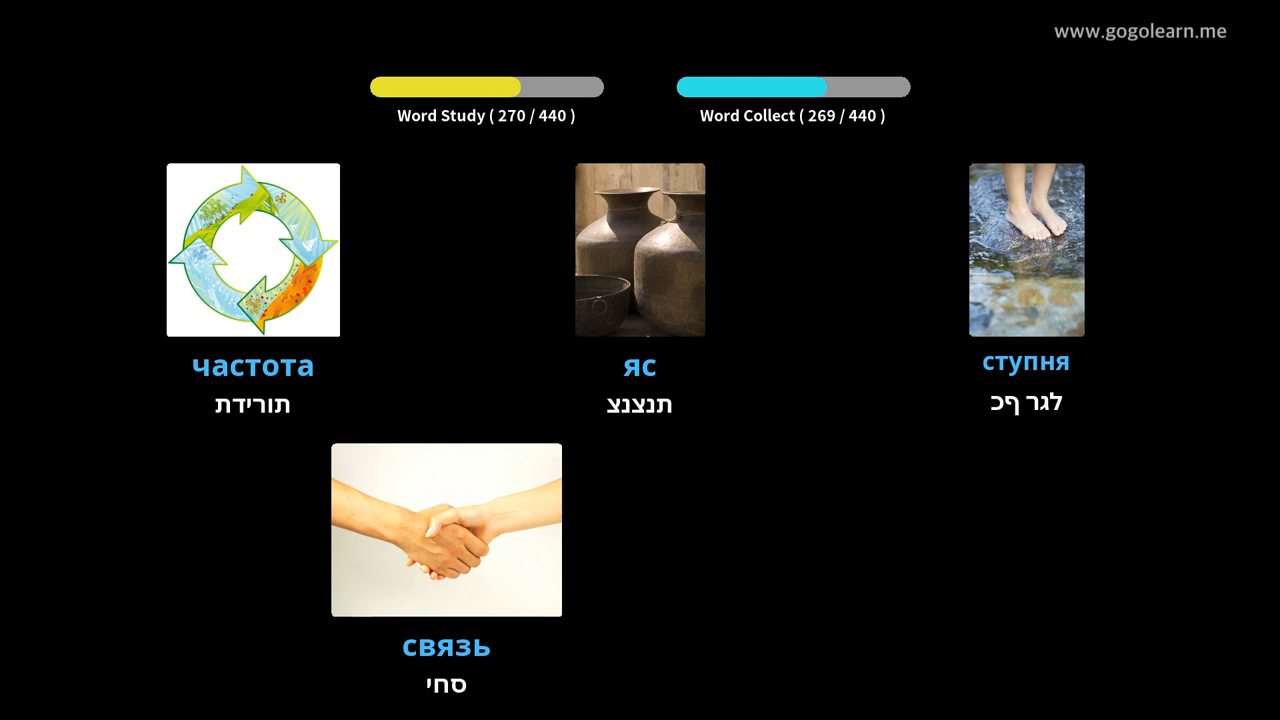 www.gogolearn.me
Word Study ( 270 / 440 )
Word Collect ( 269 / 440 )
частота
תורידת
яс
תנצנצ
ступня
לגר ףכ
связь
סחי